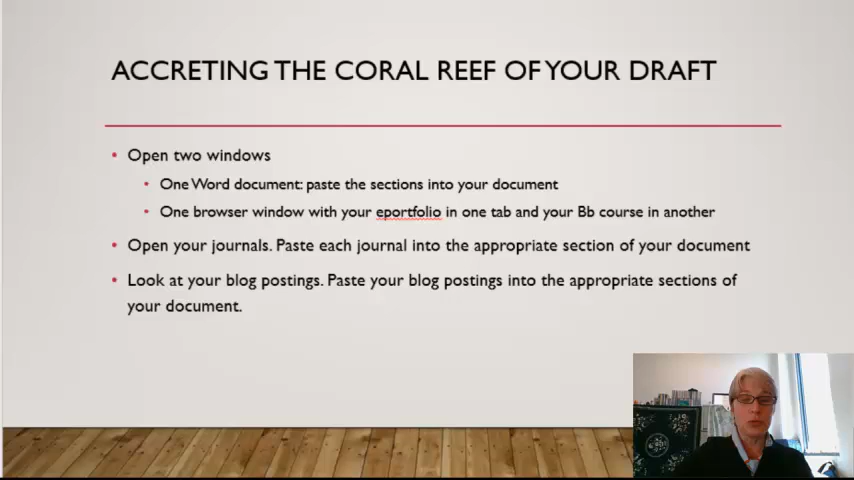 ACCRETING THE CORAL REEF OF YOUR DRAFT
• Open two windows
• One Word document: paste the sections into your document
• One browser window with your eportfolio in one tab and your Bb course in another
• Open your journals. Paste each journal into the appropriate section of your document
• Look at your blog postings. Paste your blog postings into the appropriate sections of
your document.